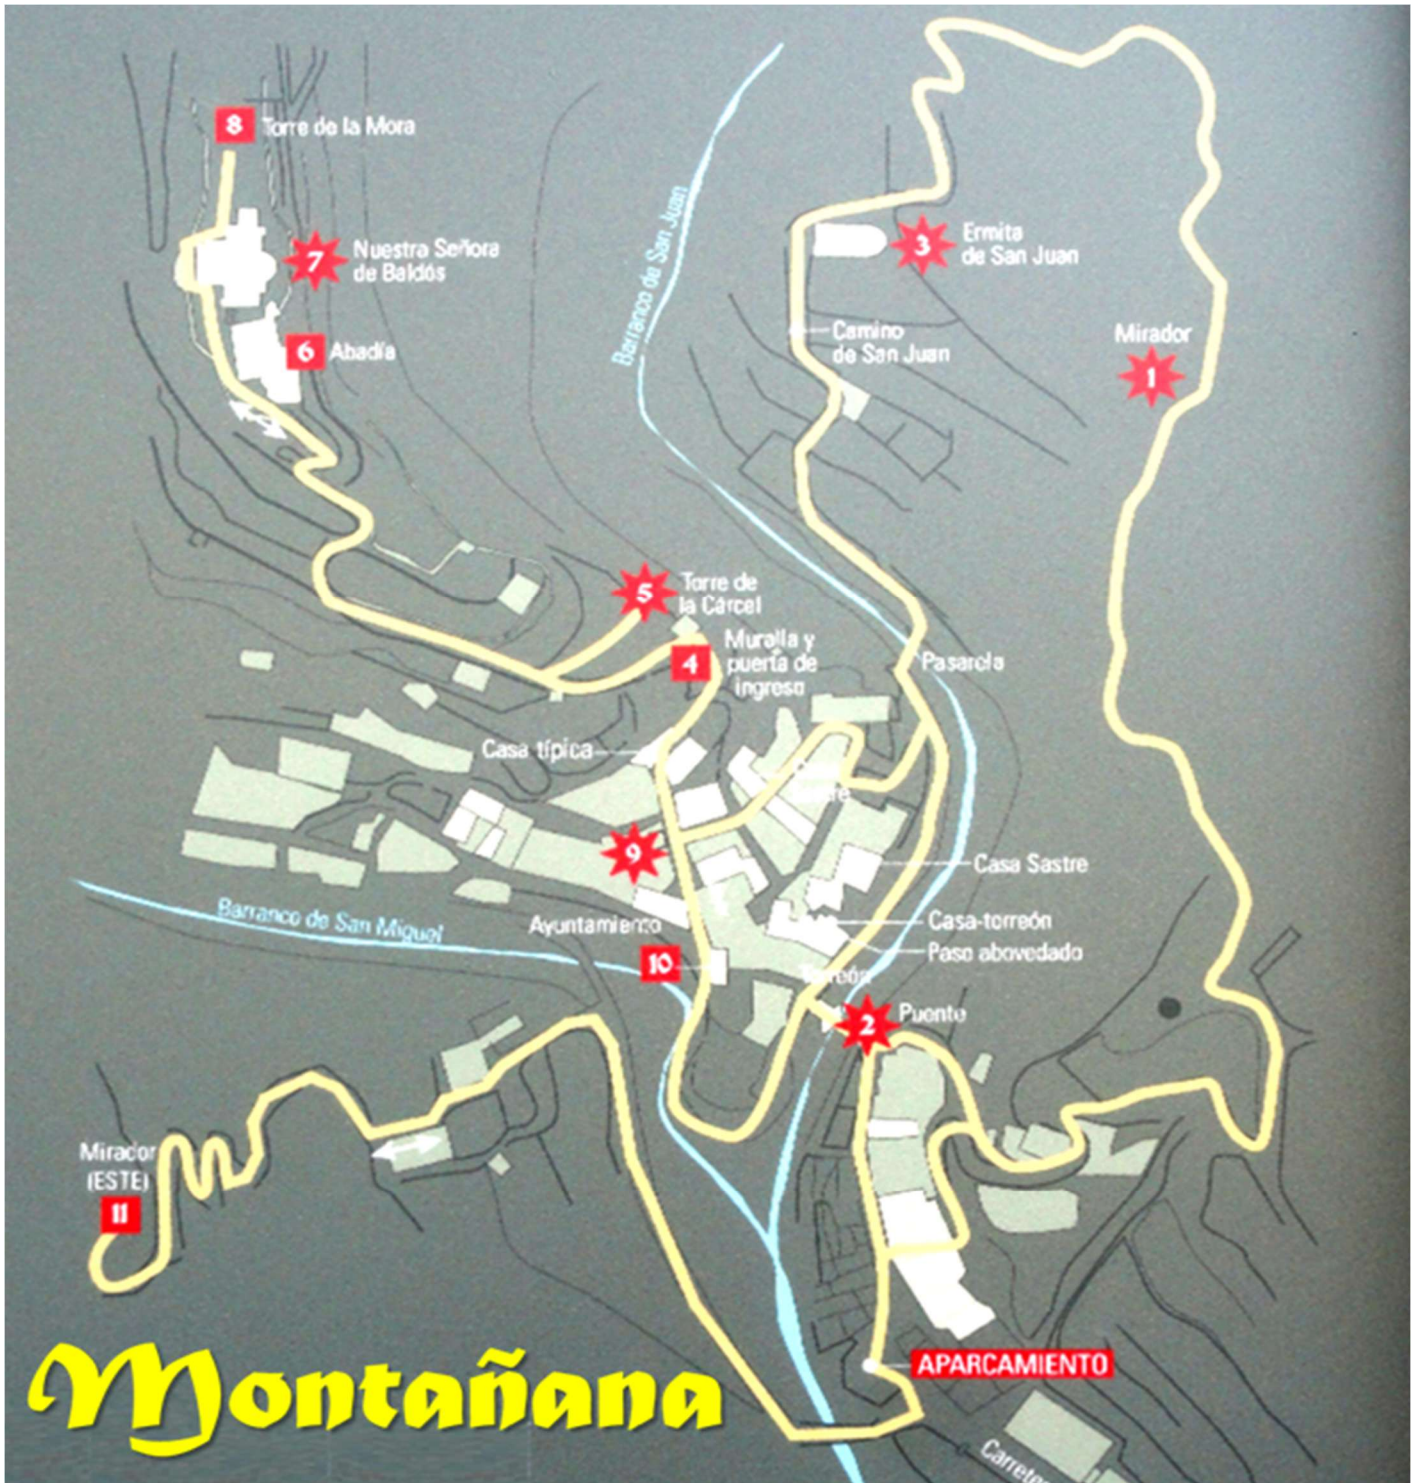 8 Torre de la Mora
7 Nuestra Señora
de Baldós
6 Abadía
Barranco de San Juan
3 Ermita
de San Juan
Camino
de San Juan
Mirador
1
5 Torre de
la Cárcel
4 Muralla y
puerta de
ingreso
Pasarela
Casa típica
9
Casa Sastre
Casa-torreón
Paso abovedado
Barranco de San Miguel
Ayuntamiento
10
Torreón
2 Puente
Mirador
(ESTE)
11
APARCAMIENTO
Montañana